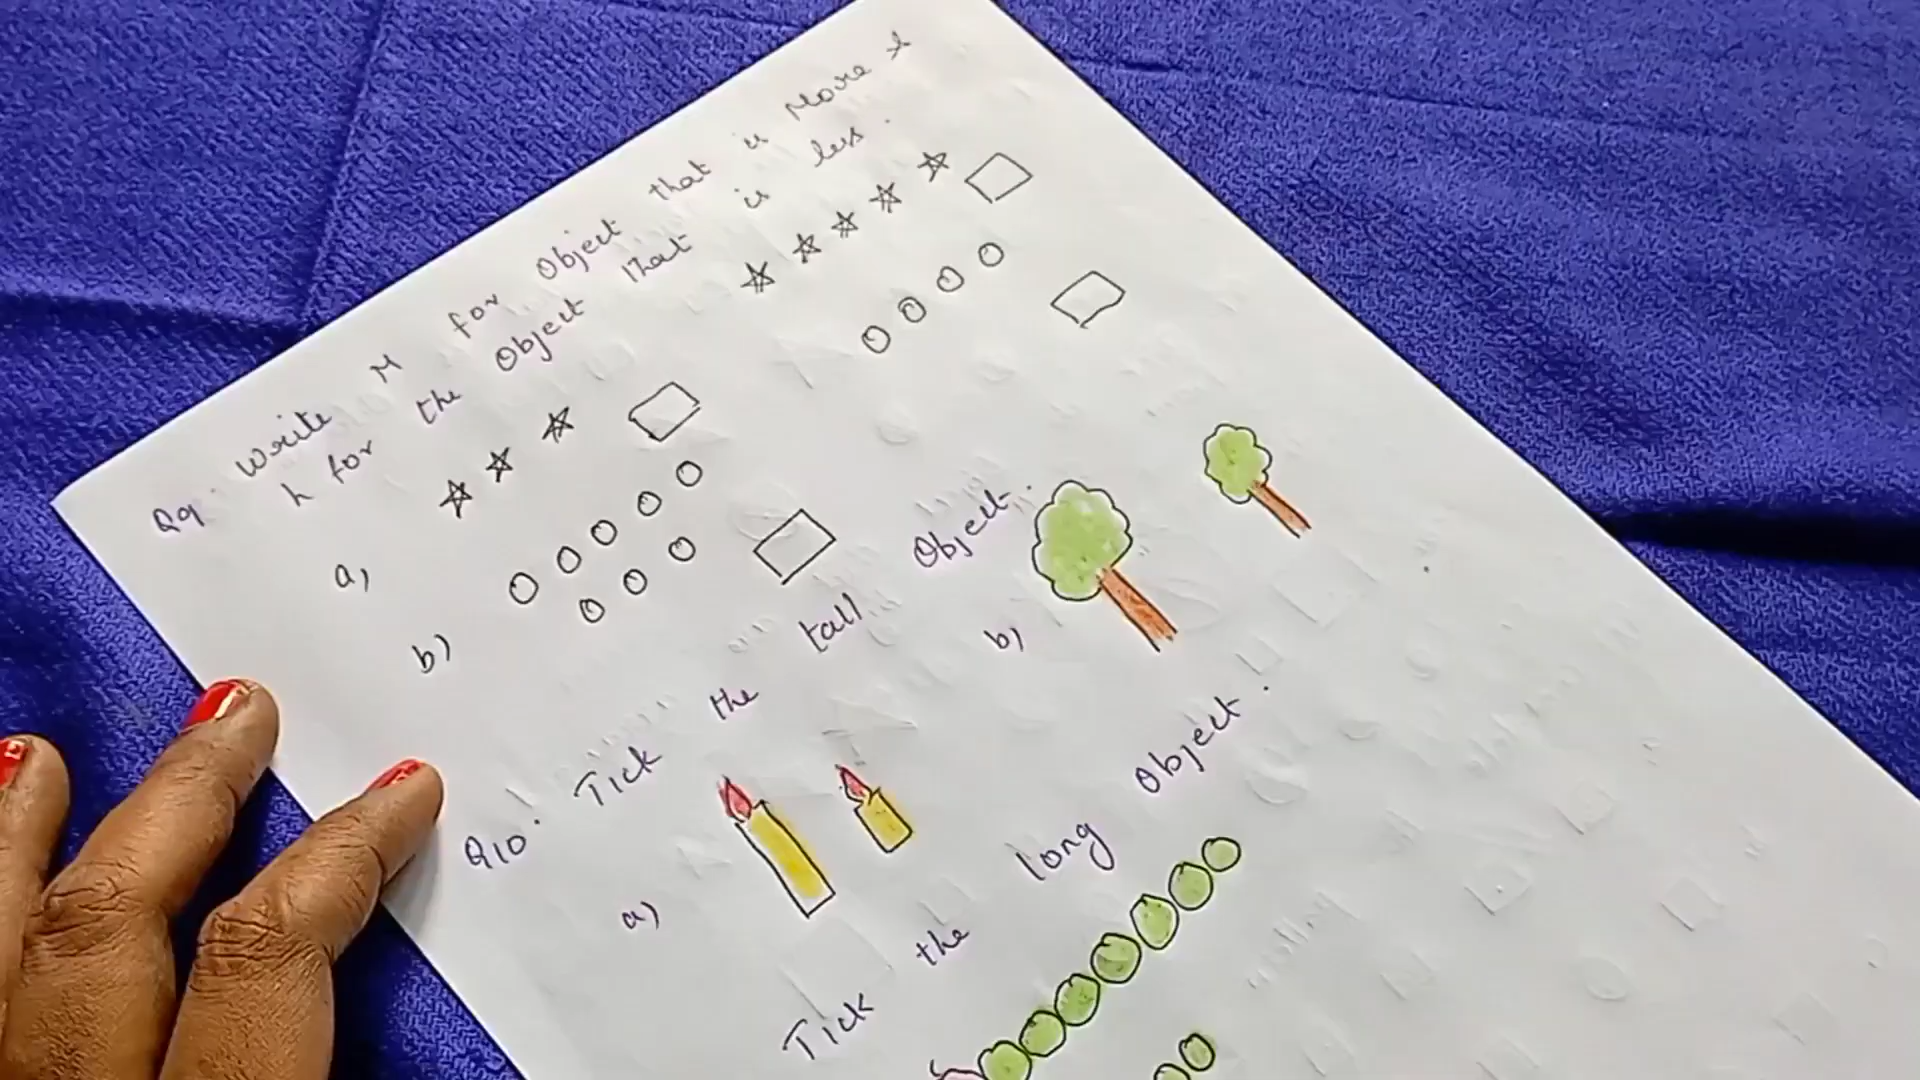 Q9. Write M for Object that is More &
L for the Object that is less.
a)
b)
Q10. Tick the tall Object.
a)
b)
Tick the long Object.